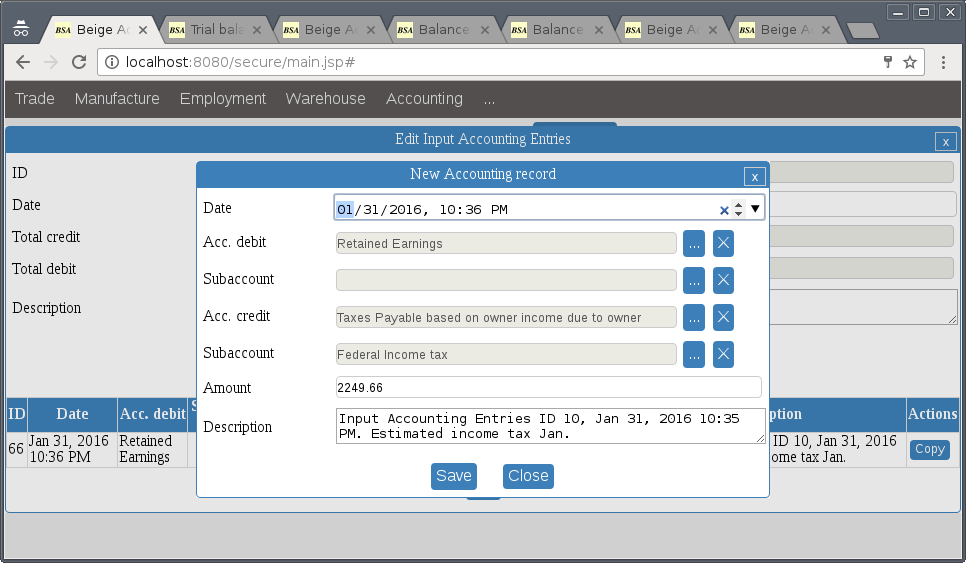 BSA Beige Ac
BSA Trial bala
BSA Beige Ac
BSA Balance
BSA Balance
BSA Beige Ac
BSA Beige Ac
localhost:8080/secure/main.jsp#
Trade Manufacture Employment Warehouse Accounting ...
Edit Input Accounting Entries x
ID
Date
Total credit
Total debit
Description
New Accounting record x
Date 01/31/2016, 10:36 PM
Acc. debit Retained Earnings ... X
Subaccount ... X
Acc. credit Taxes Payable based on owner income due to owner ... X
Subaccount Federal Income tax ... X
Amount 2249.66
Description Input Accounting Entries ID 10, Jan 31, 2016 10:35
PM. Estimated income tax Jan.
Save Close
ID Date Acc. debit S ption Actions
66 Jan 31, 2016 Retained ID 10, Jan 31, 2016 Copy
10:36 PM Earnings ome tax Jan.